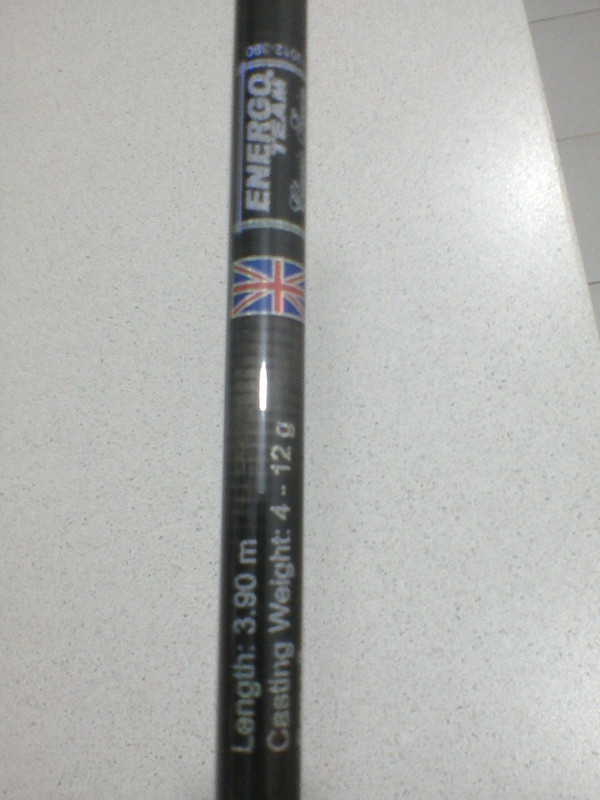 ENERGO
TEAM
Length: 3.90 m
Casting Weight: 4 - 12 g